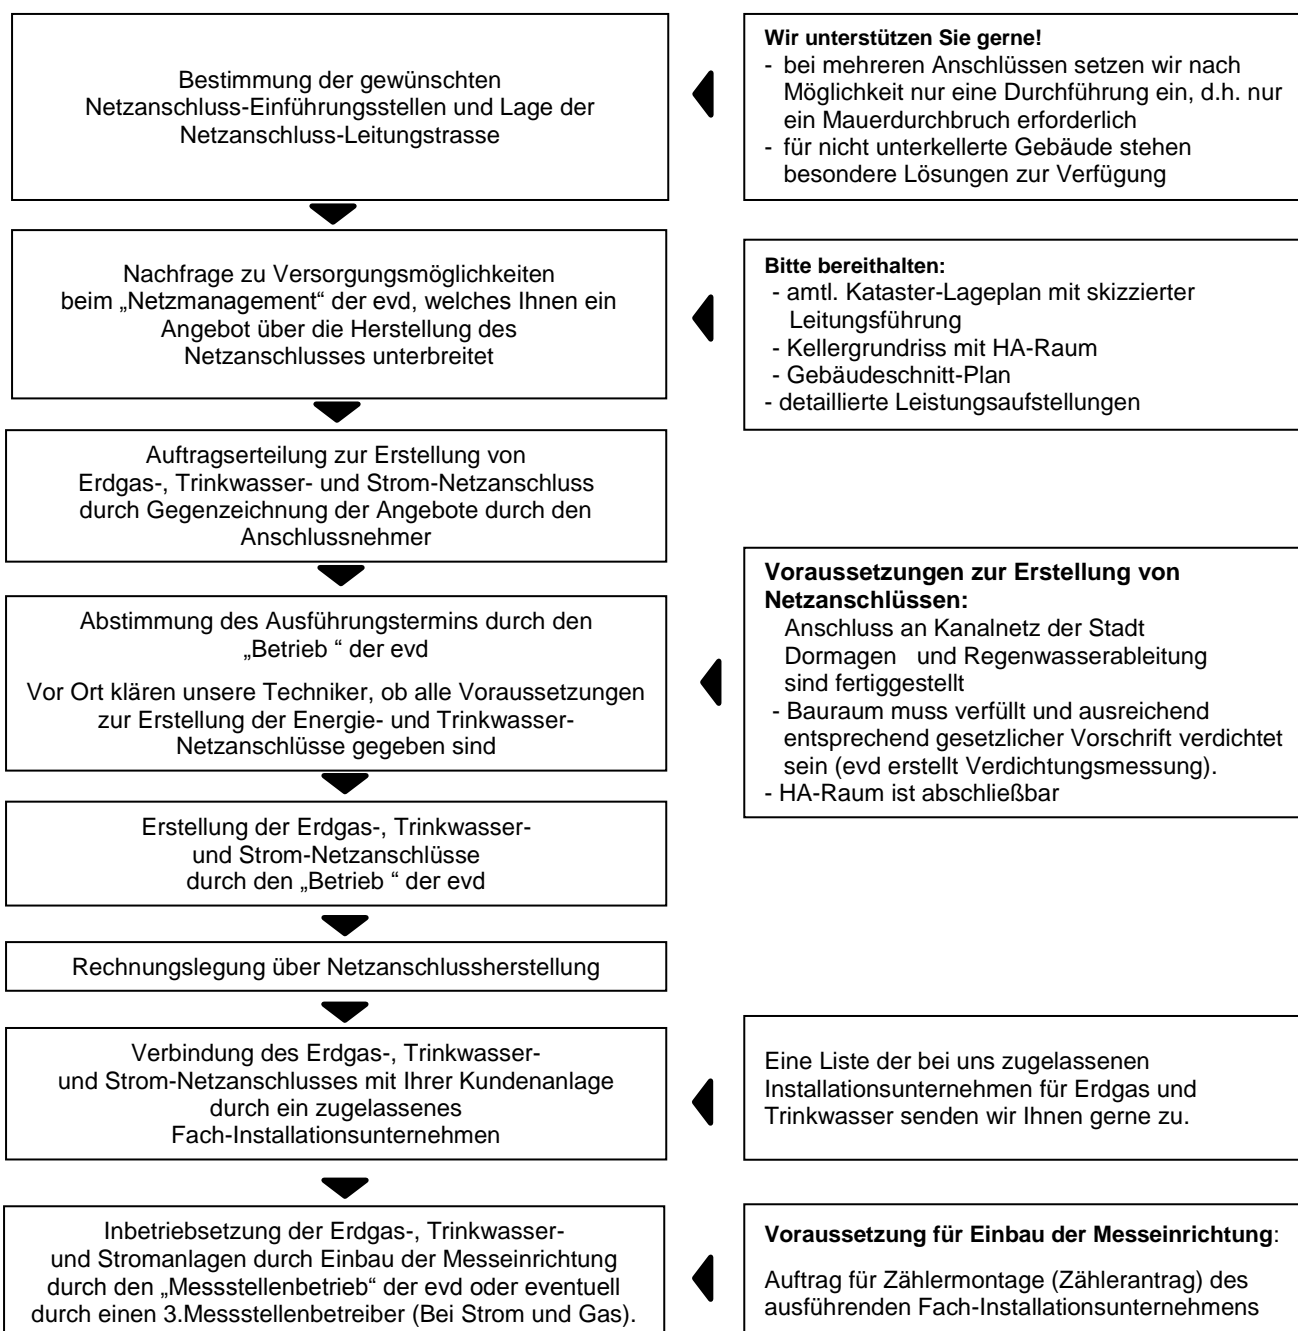 Bestimmung der gewünschten
Netzanschluss-Einführungsstellen und Lage der
Netzanschluss-Leitungstrasse
Wir unterstützen Sie gerne!
- bei mehreren Anschlüssen setzen wir nach
Möglichkeit nur eine Durchführung ein, d.h. nur
ein Mauerdurchbruch erforderlich
- für nicht unterkellerte Gebäude stehen
besondere Lösungen zur Verfügung
Nachfrage zu Versorgungsmöglichkeiten
beim „Netzmanagement“ der evd, welches Ihnen ein
Angebot über die Herstellung des
Netzanschlusses unterbreitet
Bitte bereithalten:
- amtl. Kataster-Lageplan mit skizzierter
Leitungsführung
- Kellergrundriss mit HA-Raum
- Gebäudeschnitt-Plan
- detaillierte Leistungsaufstellungen
Auftragserteilung zur Erstellung von
Erdgas-, Trinkwasser- und Strom-Netzanschluss
durch Gegenzeichnung der Angebote durch den
Anschlussnehmer
Abstimmung des Ausführungstermins durch den
„Betrieb “ der evd
Vor Ort klären unsere Techniker, ob alle Voraussetzungen
zur Erstellung der Energie- und Trinkwasser-
Netzanschlüsse gegeben sind
Voraussetzungen zur Erstellung von
Netzanschlüssen:
Anschluss an Kanalnetz der Stadt
Dormagen und Regenwasserableitung
sind fertiggestellt
- Bauraum muss verfüllt und ausreichend
entsprechend gesetzlicher Vorschrift verdichtet
sein (evd erstellt Verdichtungsmessung).
- HA-Raum ist abschließbar
Erstellung der Erdgas-, Trinkwasser-
und Strom-Netzanschlüsse
durch den „Betrieb “ der evd
Rechnungslegung über Netzanschlussherstellung
Verbindung des Erdgas-, Trinkwasser-
und Strom-Netzanschlusses mit Ihrer Kundenanlage
durch ein zugelassenes
Fach-Installationsunternehmen
Eine Liste der bei uns zugelassenen
Installationsunternehmen für Erdgas und
Trinkwasser senden wir Ihnen gerne zu.
Inbetriebsetzung der Erdgas-, Trinkwasser-
und Stromanlagen durch Einbau der Messeinrichtung
durch den „Messstellenbetrieb“ der evd oder eventuell
durch einen 3.Messstellenbetreiber (Bei Strom und Gas).
Voraussetzung für Einbau der Messeinrichtung:
Auftrag für Zählermontage (Zählerantrag) des
ausführenden Fach-Installationsunternehmens